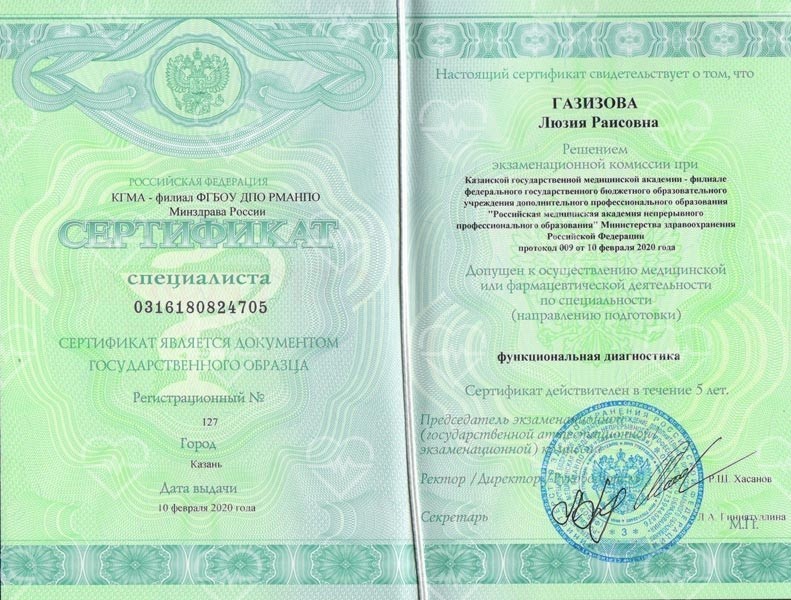 РОССИЙСКАЯ ФЕДЕРАЦИЯ
КГМА - филиал ФГБОУ ДПО РМАНПО
Минздрава России
СЕРТИФИКАТ
специалиста
0316180824705
СЕРТИФИКАТ ЯВЛЯЕТСЯ ДОКУМЕНТОМ
ГОСУДАРСТВЕННОГО ОБРАЗЦА
Регистрационный №
127
Город
Казань
Дата выдачи
10 февраля 2020 года
Настоящий сертификат свидетельствует о том, что
ГАЗИЗОВА
Люзия Раисовна
Решением
экзаменационной комиссии при
Казанской государственной медицинской академии - филиале
федерального государственного бюджетного образовательного
учреждения дополнительного профессионального образования
"Российская медицинская академия непрерывного
профессионального образования" Министерства здравоохранения
Российской Федерации
протокол 009 от 10 февраля 2020 года
Допущен к осуществлению медицинской
или фармацевтической деятельности
по специальности
(направлению подготовки)
функциональная диагностика
Сертификат действителен в течение 5 лет.
Председатель экзаменационной
(государственной аттестационной,
экзаменационной) комиссии
Ректор / Директор / Руководитель Р.Ш. Хасанов
Секретарь Л.А. Гиниятуллина
М.П.